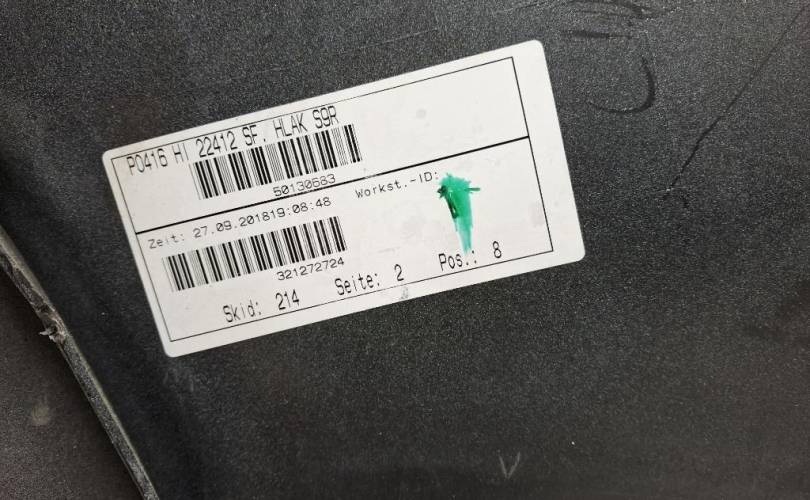 PO416 HI 22412 SF, HLAK S9R
50130683
Zeit: 27.09.201819:08:48
Workst.-ID:
321272724
Skid: 214 Seite: 2 Pos.: 8